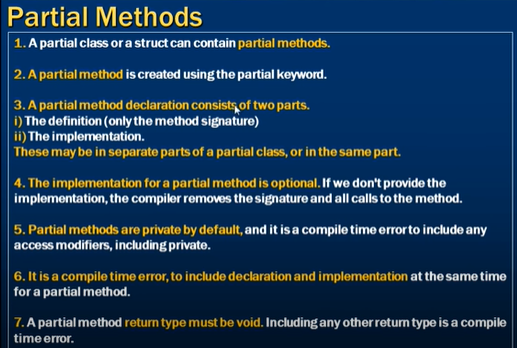 Partial Methods
1. A partial class or a struct can contain partial methods.
2. A partial method is created using the partial keyword.
3. A partial method declaration consists of two parts.
i) The definition (only the method signature)
ii) The implementation.
These may be in separate parts of a partial class, or in the same part.
4. The implementation for a partial method is optional. If we don't provide the
implementation, the compiler removes the signature and all calls to the method.
5. Partial methods are private by default, and it is a compile time error to include any
access modifiers, including private.
6. It is a compile time error, to include declaration and implementation at the same time
for a partial method.
7. A partial method return type must be void. Including any other return type is a compile
time error.